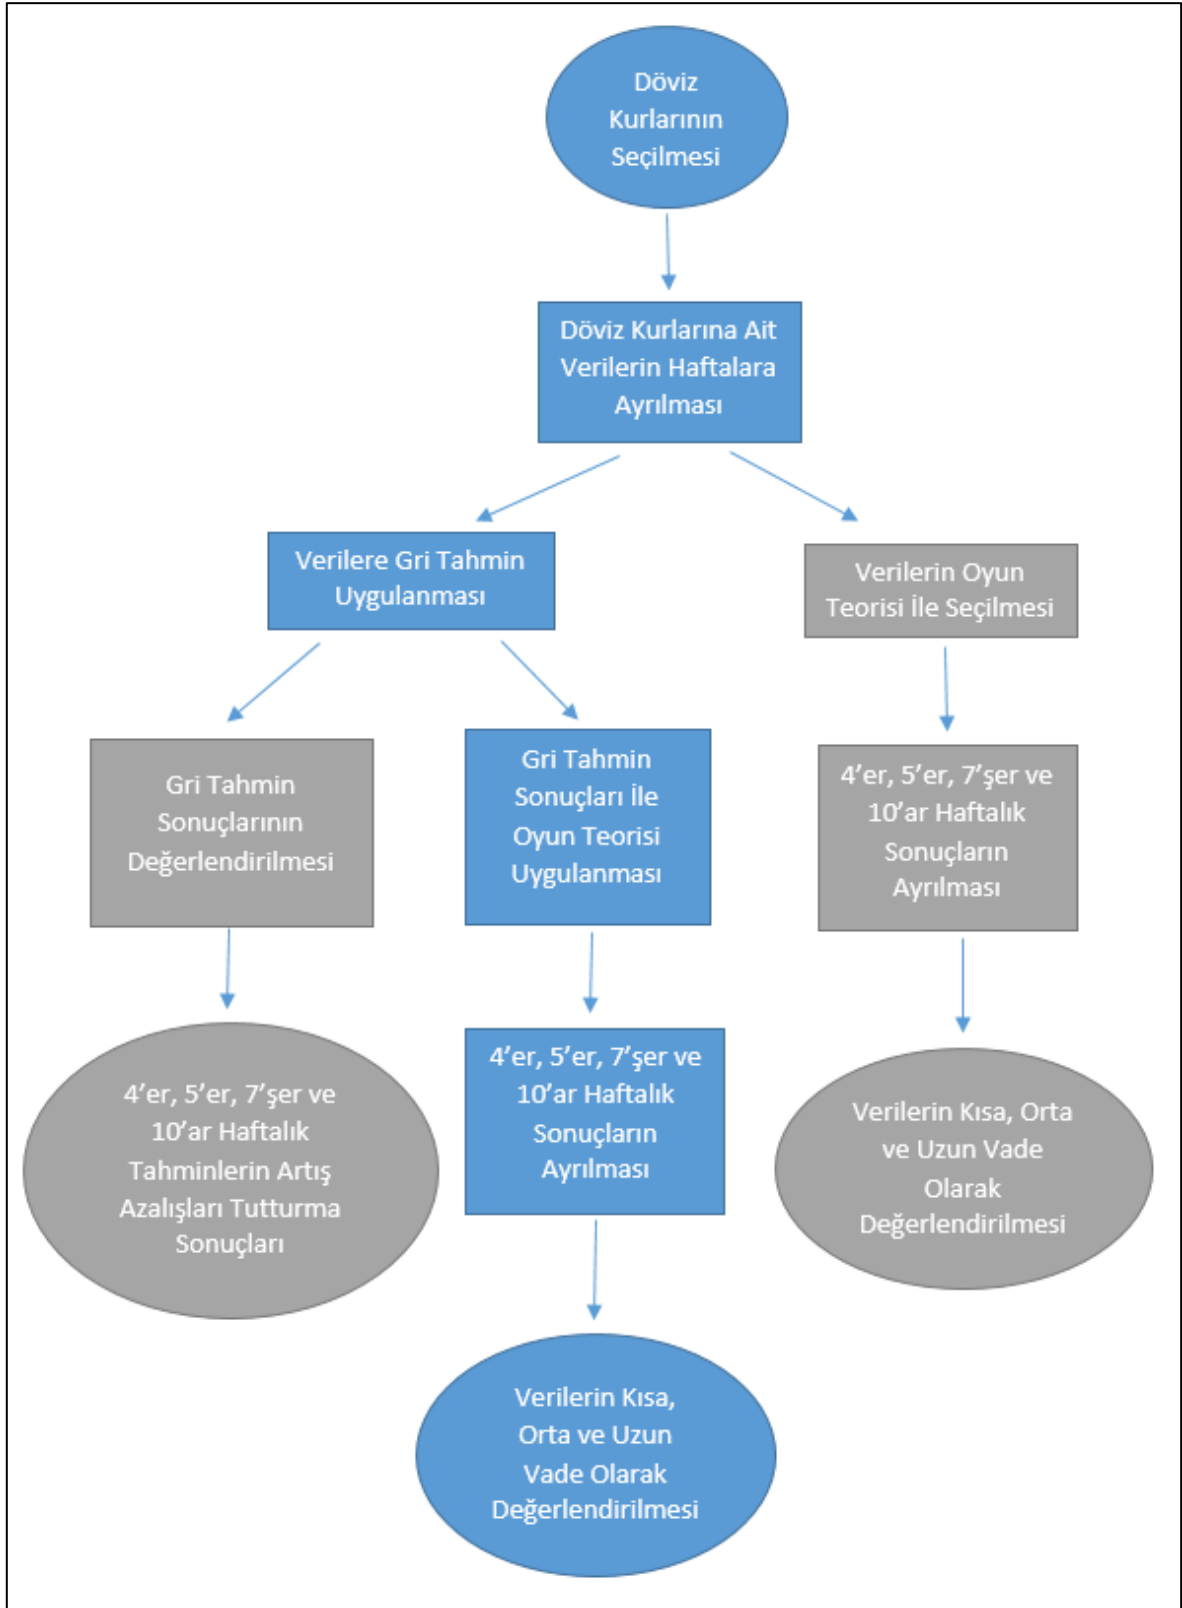 Döviz
Kurlarının
Seçilmesi
Döviz Kurlarına Ait
Verilerin Haftalara
Ayrılması
Verilere Gri Tahmin
Uygulanması
Verilerin Oyun
Teorisi İle Seçilmesi
Gri Tahmin
Sonuçlarının
Değerlendirilmesi
Gri Tahmin
Sonuçları İle
Oyun Teorisi
Uygulanması
4’er, 5’er, 7’şer ve
10’ar Haftalık
Sonuçların
Ayrılması
4’er, 5’er, 7’şer ve
10’ar Haftalık
Tahminlerin Artış
Azalışları Tutturma
Sonuçları
4’er, 5’er, 7’şer ve
10’ar Haftalık
Sonuçların
Ayrılması
Verilerin Kısa, Orta
ve Uzun Vade
Olarak
Değerlendirilmesi
Verilerin Kısa,
Orta ve Uzun
Vade Olarak
Değerlendirilmesi